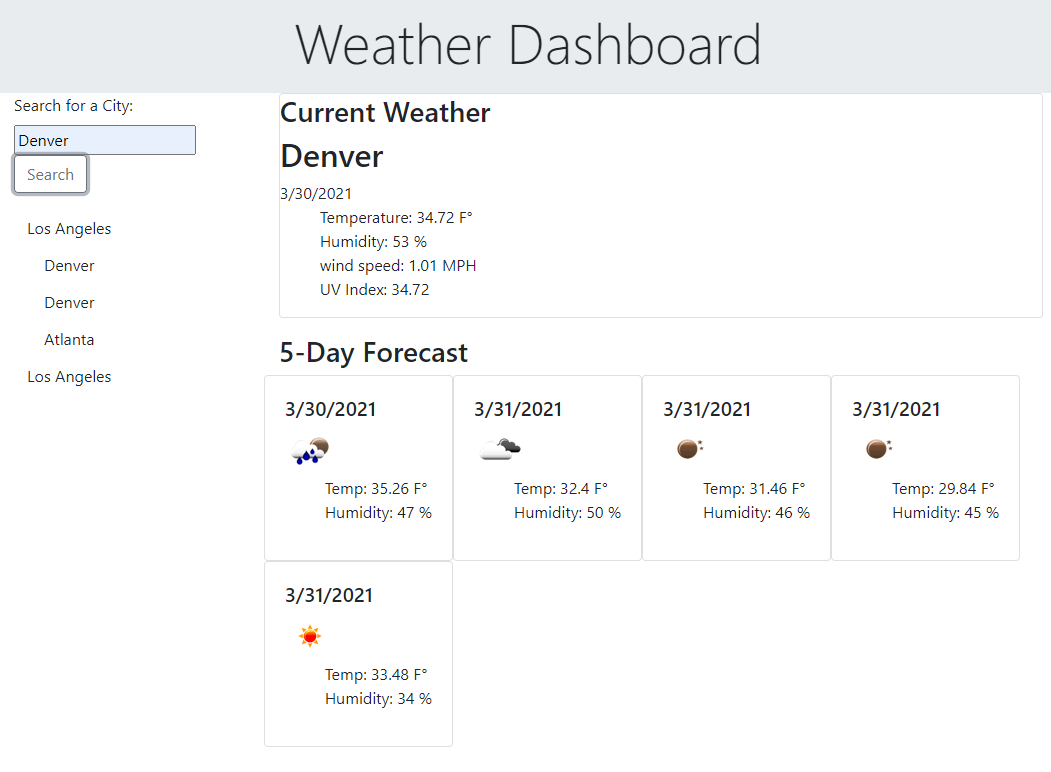 Weather Dashboard
Search for a City:
Denver
Search
Los Angeles
Denver
Denver
Atlanta
Los Angeles
Current Weather
Denver
3/30/2021
Temperature: 34.72 F°
Humidity: 53 %
wind speed: 1.01 MPH
UV Index: 34.72
5-Day Forecast
3/30/2021
Temp: 35.26 F°
Humidity: 47 %
3/31/2021
Temp: 32.4 F°
Humidity: 50 %
3/31/2021
Temp: 31.46 F°
Humidity: 46 %
3/31/2021
Temp: 29.84 F°
Humidity: 45 %
3/31/2021
Temp: 33.48 F°
Humidity: 34 %